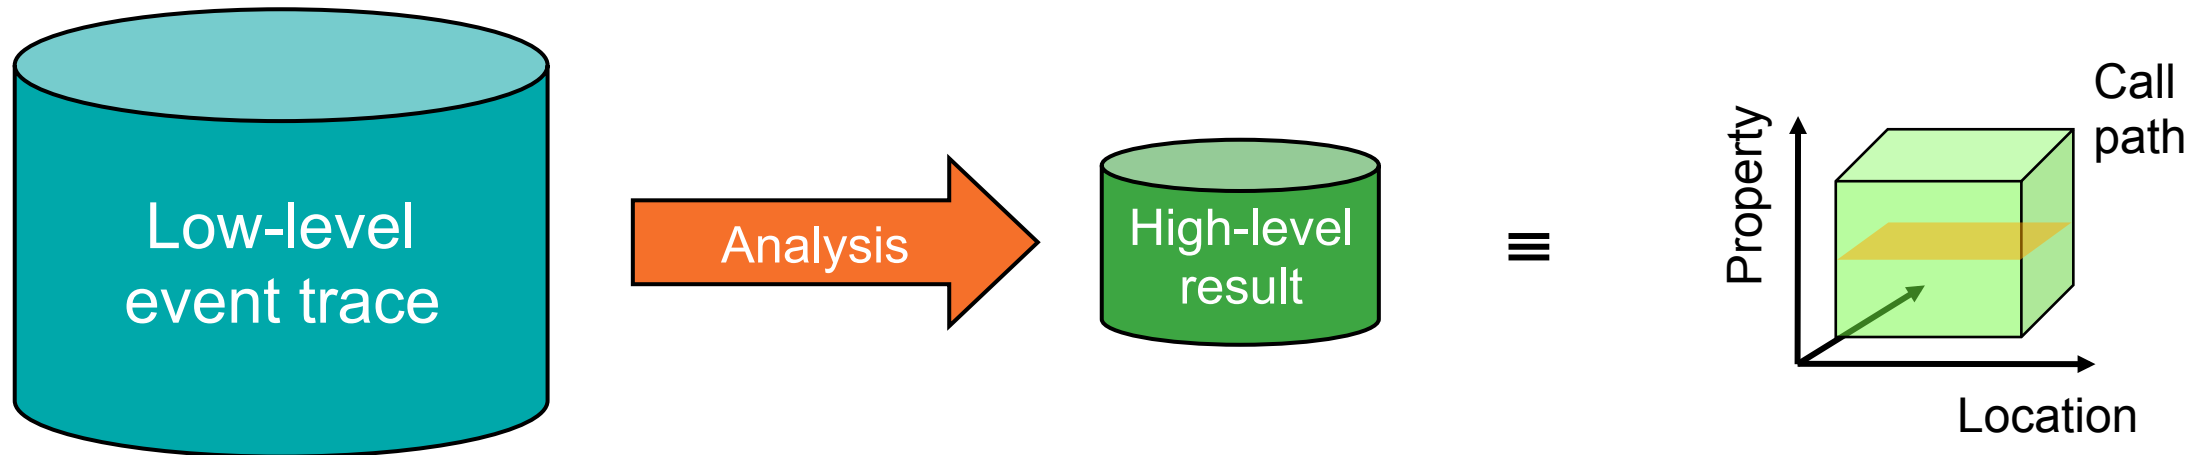 Low-level
event trace
Analysis
High-level
result
≡
Property
Call
path
Location